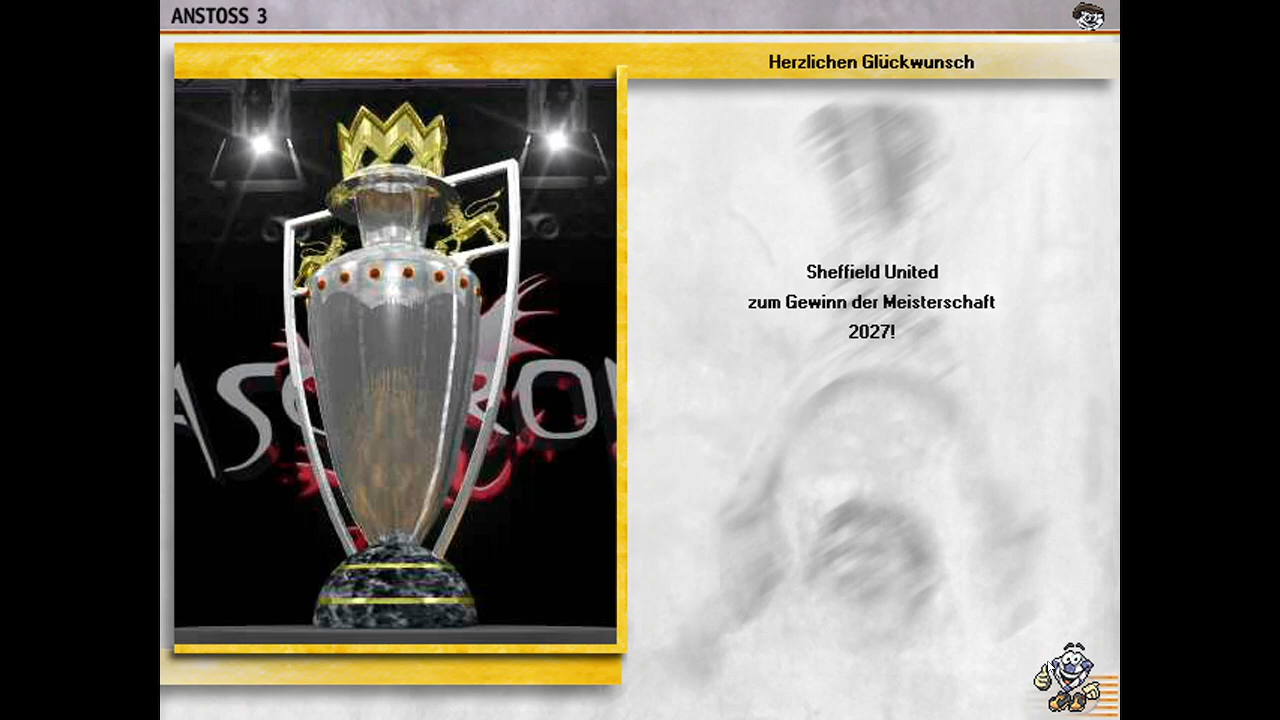 ANSTOSS 3
Herzlichen Glückwunsch
Sheffield United
zum Gewinn der Meisterschaft
2027!